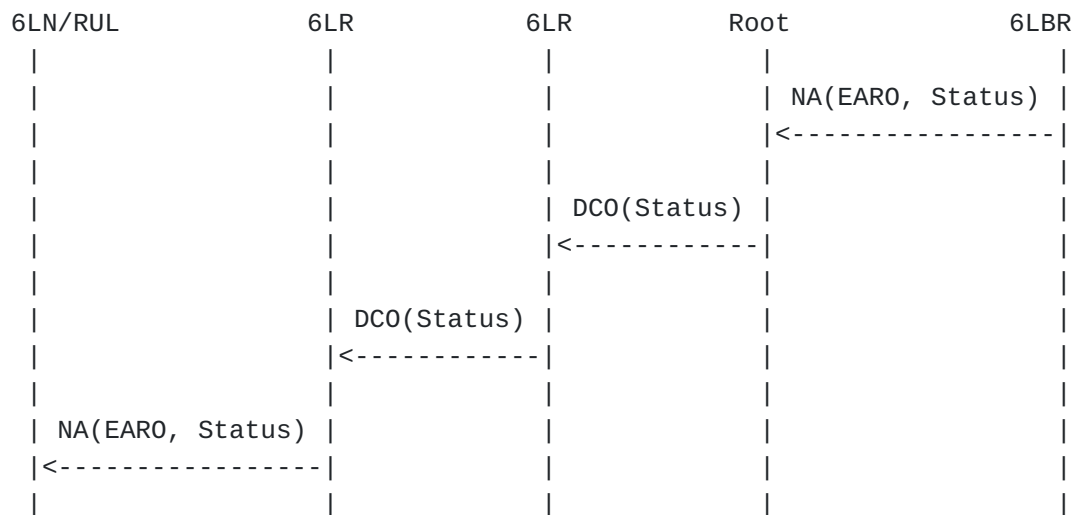 6LN/RUL 6LR 6LR Root 6LBR
NA(EARO, Status)
DCO(Status)
DCO(Status)
NA(EARO, Status)